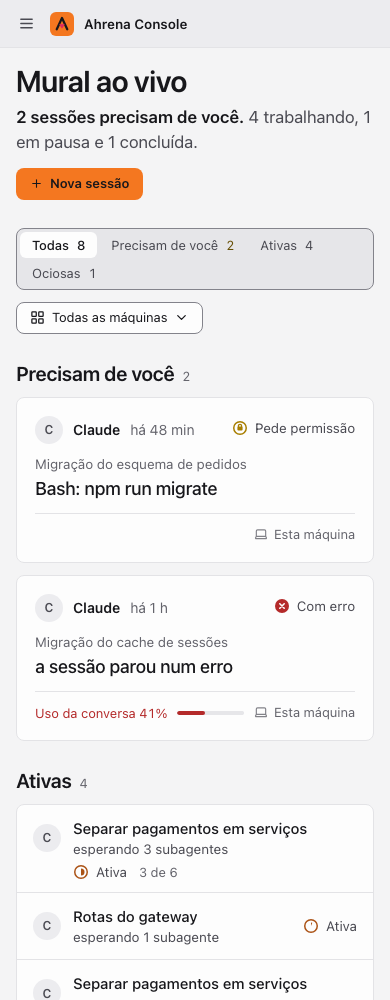 Ahrena Console
Mural ao vivo
2 sessões precisam de você. 4 trabalhando, 1
em pausa e 1 concluída.
+ Nova sessão
Todas 8 Precisam de você 2 Ativas 4
Ociosas 1
Todas as máquinas
Precisam de você 2
C Claude há 48 min Pede permissão
Migração do esquema de pedidos
Bash: npm run migrate
Esta máquina
C Claude há 1 h Com erro
Migração do cache de sessões
a sessão parou num erro
Uso da conversa 41% Esta máquina
Ativas 4
C Separar pagamentos em serviços
esperando 3 subagentes
Ativa 3 de 6
C Rotas do gateway Ativa
esperando 1 subagente
C Separar pagamentos em serviços